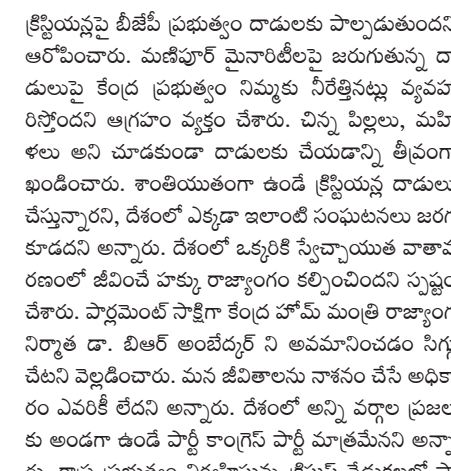 క్రిస్టియన్లపై బీజేపీ ప్రభుత్వం దాడులకు పాల్పడుతుందని
ఆరోపించారు. మణిపూర్ మైనారిటీలపై జరుగుతున్న దా
డులుపై కేంద్ర ప్రభుత్వం నిమ్మకు నీరేత్తినట్లు వ్యవహ
రిస్తోందని ఆగ్రహం వ్యక్తం చేశారు. చిన్న పిల్లలు, మహి
ళలు అని చూడకుండా దాడులకు చేయడాన్ని తీవ్రంగా
ఖండించారు. శాంతియుతంగా ఉండే క్రిస్టియన్ల దాడులు
చేస్తున్నారని, దేశంలో ఎక్కడా ఇలాంటి సంఘటనలు జరగ
కూడదని అన్నారు. దేశంలో ఒక్కరికి స్వేచ్ఛాయుత వాతావ
రణంలో జీవించే హక్కు రాజ్యాంగం కల్పించిందని స్పష్టం
చేశారు. పార్లమెంట్ సాక్షిగా కేంద్ర హోమ్ మంత్రి రాజ్యాంగ
నిర్మాత డా. బిఆర్ అంబేద్కర్ ని అవమానించడం సిగ్గు
చేటని వెల్లడించారు. మన జీవితాలను నాశనం చేసే అధికా
రం ఎవరికీ లేదని అన్నారు. దేశంలో అన్ని వర్గాల ప్రజల
కు అండగా ఉండే పార్టీ కాంగ్రెస్ పార్టీ మాత్రమేనని అన్నా